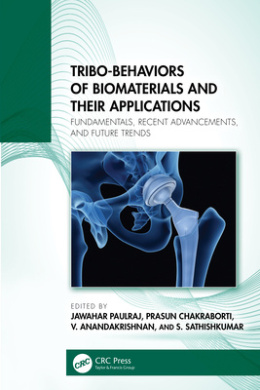 TRIBO-BEHAVIORS
OF BIOMATERIALS AND
THEIR APPLICATIONS
FUNDAMENTALS, RECENT ADVANCEMENTS,
AND FUTURE TRENDS
EDITED BY
JAWAHAR PAULRAJ, PRASUN CHAKRABORTI,
V. ANANDAKRISHNAN, AND S. SATHISHKUMAR
CRC
CRC Press
Taylor & Francis Group